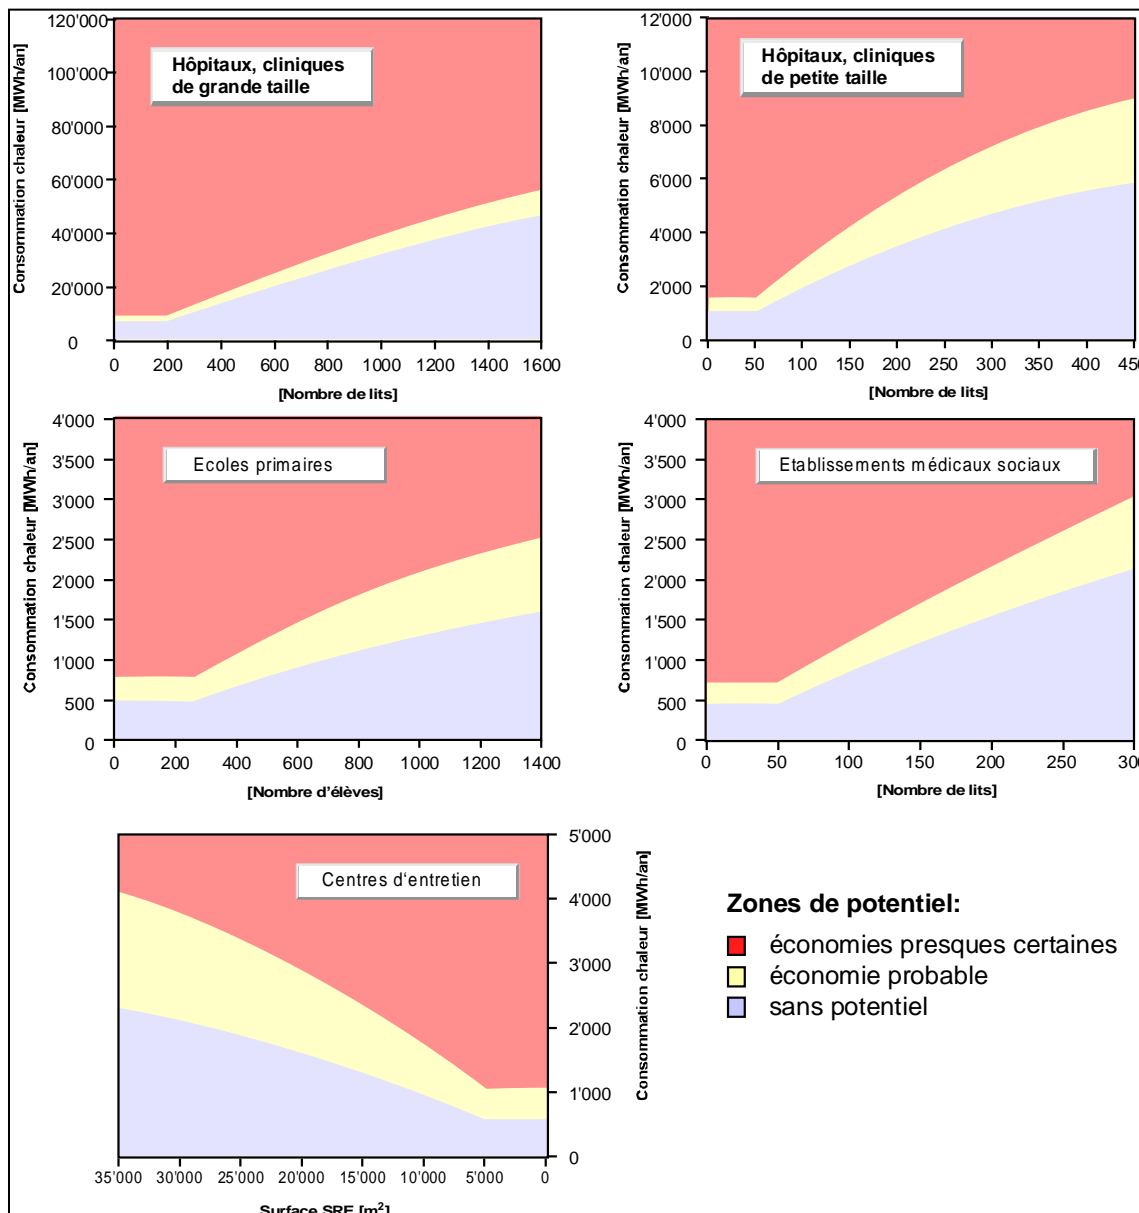 Consommation chaleur [MWh/an]
120'000
100'000
80'000
60'000
40'000
20'000
0
Hôpitaux, cliniques
de grande taille
0 200 400 600 800 1000 1200 1400 1600
[Nombre de lits]
Consommation chaleur [MWh/an]
12'000
10'000
8'000
6'000
4'000
2'000
0
Hôpitaux, cliniques
de petite taille
0 50 100 150 200 250 300 350 400 450
[Nombre de lits]
Consommation chaleur [MWh/an]
4'000
3'500
3'000
2'500
2'000
1'500
1'000
500
0
Ecoles primaires
0 200 400 600 800 1000 1200 1400
[Nombre d'élèves]
Consommation chaleur [MWh/an]
4'000
3'500
3'000
2'500
2'000
1'500
1'000
500
0
Etablissements médicaux sociaux
0 50 100 150 200 250 300
[Nombre de lits]
Centres d'entretien
5'000
4'000
3'000
2'000
1'000
0
Consommation chaleur [MWh/an]
35'000 30'000 25'000 20'000 15'000 10'000 5'000 0
Surface SRE [m²]
Zones de potentiel:
économies presques certaines
économie probable
sans potentiel